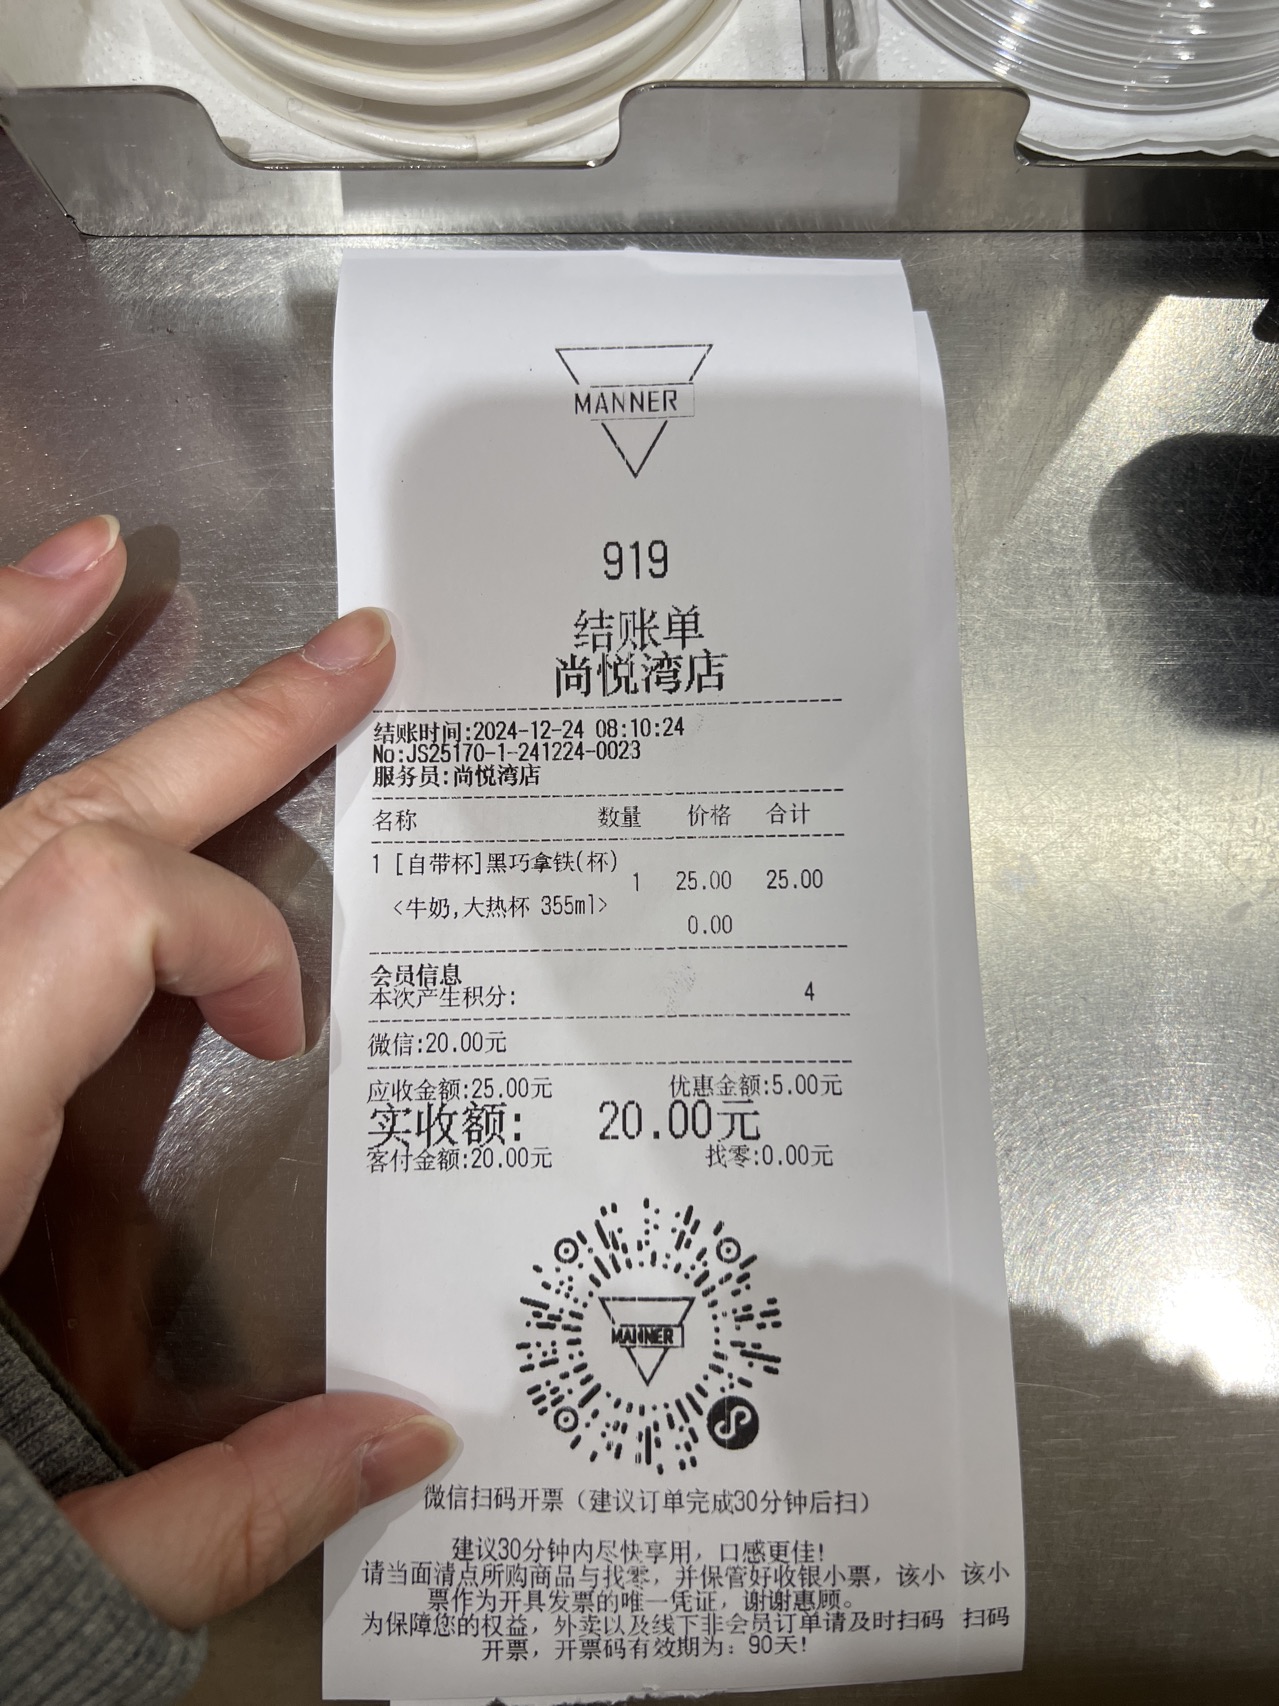 MANNER
919
结账单
尚悦湾店
结账时间:2024-12-24 08:10:24
No:JS25170-1-241224-0023
服务员:尚悦湾店
名称 数量 价格 合计
1 [自带杯]黑巧拿铁(杯)
1 25.00 25.00
<牛奶,大热杯 355ml>
0.00
会员信息
本次产生积分: 4
微信:20.00元
应收金额:25.00元 优惠金额:5.00元
实收额: 20.00元
客付金额:20.00元 找零:0.00元
MANNER
微信扫码开票（建议订单完成30分钟后扫）
建议30分钟内尽快享用，口感更佳!
请当面清点所购商品与找零，并保管好收银小票，该小 该小
票作为开具发票的唯一凭证，谢谢惠顾。
为保障您的权益，外卖以及线下非会员订单请及时扫码 扫码
开票，开票码有效期为：90天!